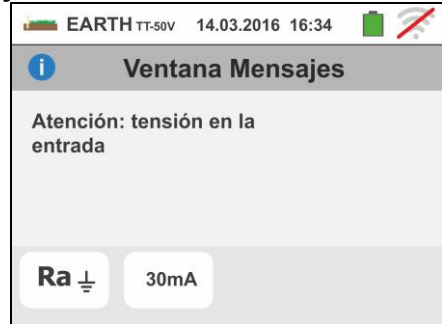 EARTH TT-50V 14.03.2016 16:34
i Ventana Mensajes
Atención: tensión en la
entrada
Ra 30mA